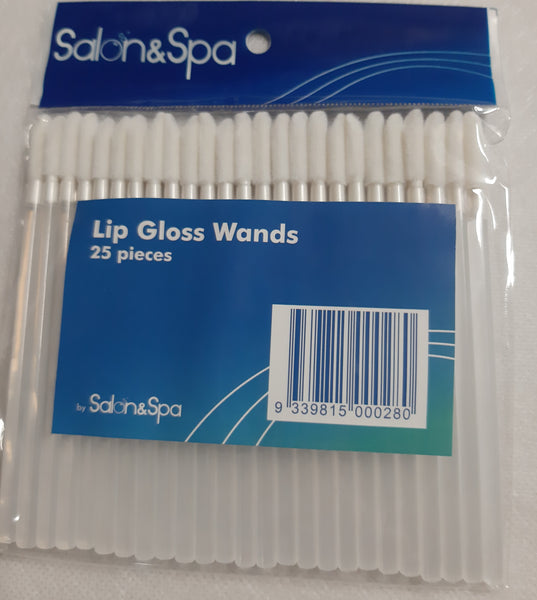 Salon&Spa
Lip Gloss Wands
25 pieces
by Salon&Spa
9 339815 000280